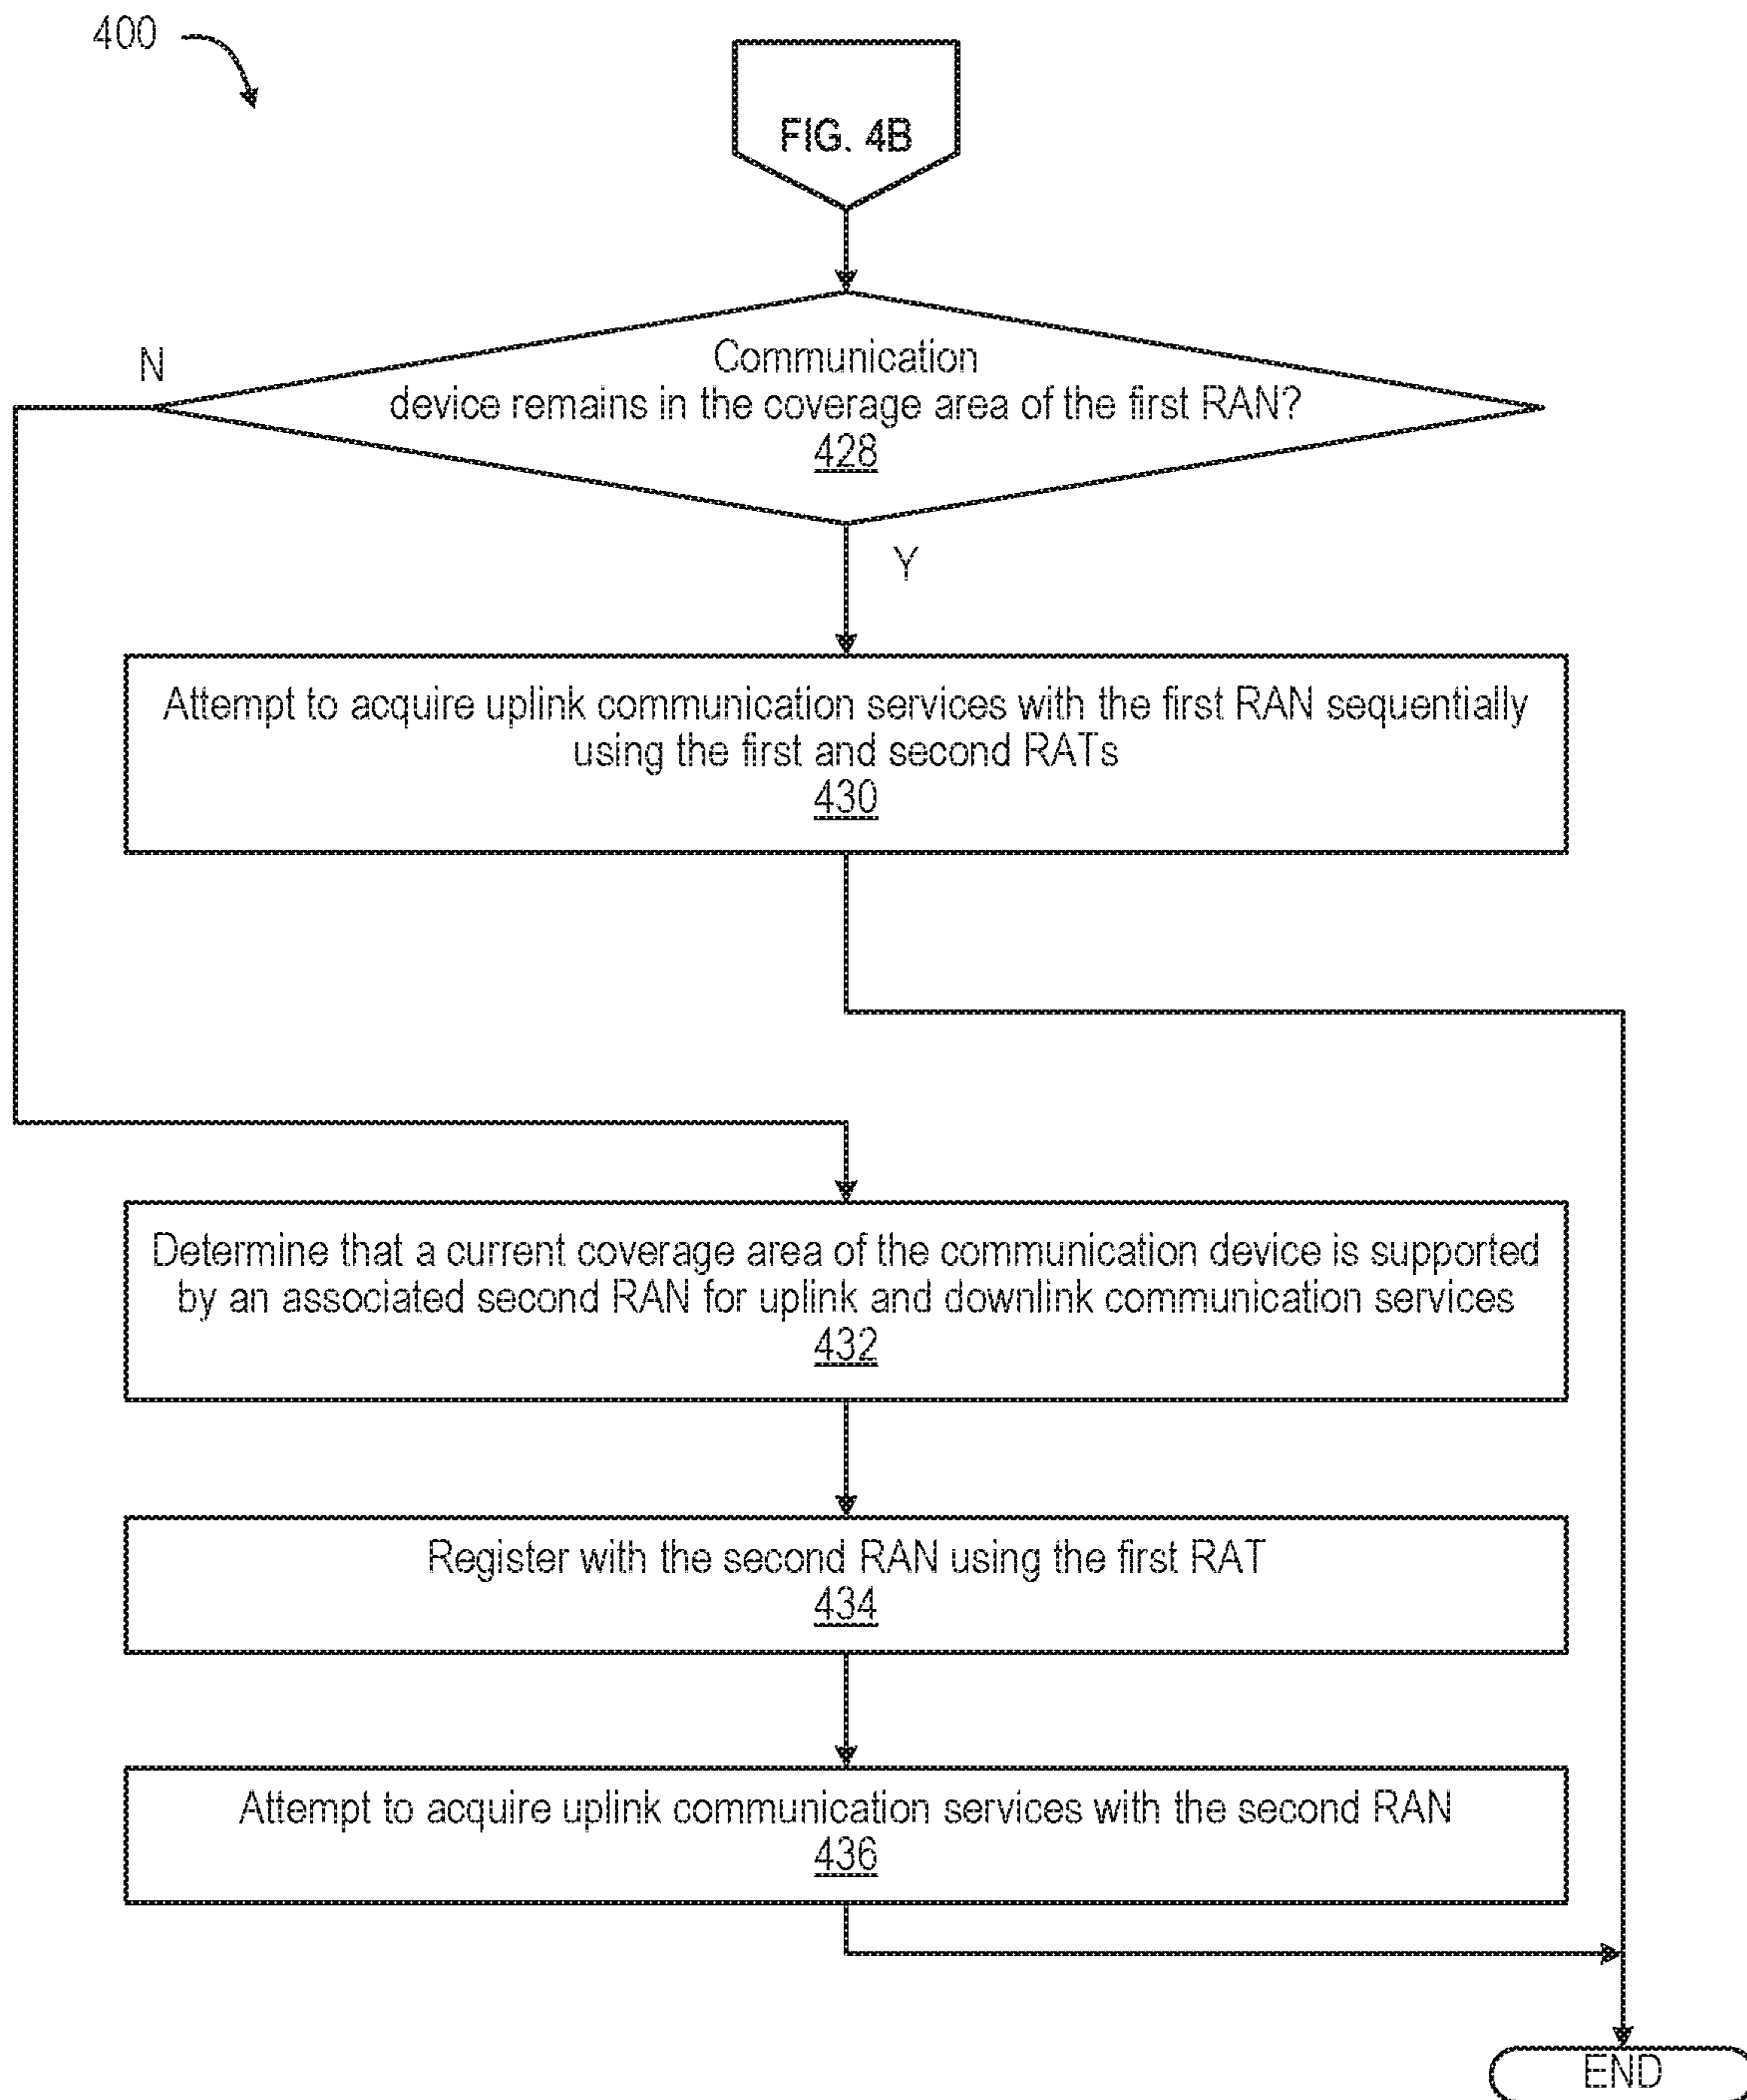 400
FIG. 4B
Communication
device remains in the coverage area of the first RAN?
428
N
Y
Attempt to acquire uplink communication services with the first RAN sequentially
using the first and second RATs
430
Determine that a current coverage area of the communication device is supported
by an associated second RAN for uplink and downlink communication services
432
Register with the second RAN using the first RAT
434
Attempt to acquire uplink communication services with the second RAN
436
END